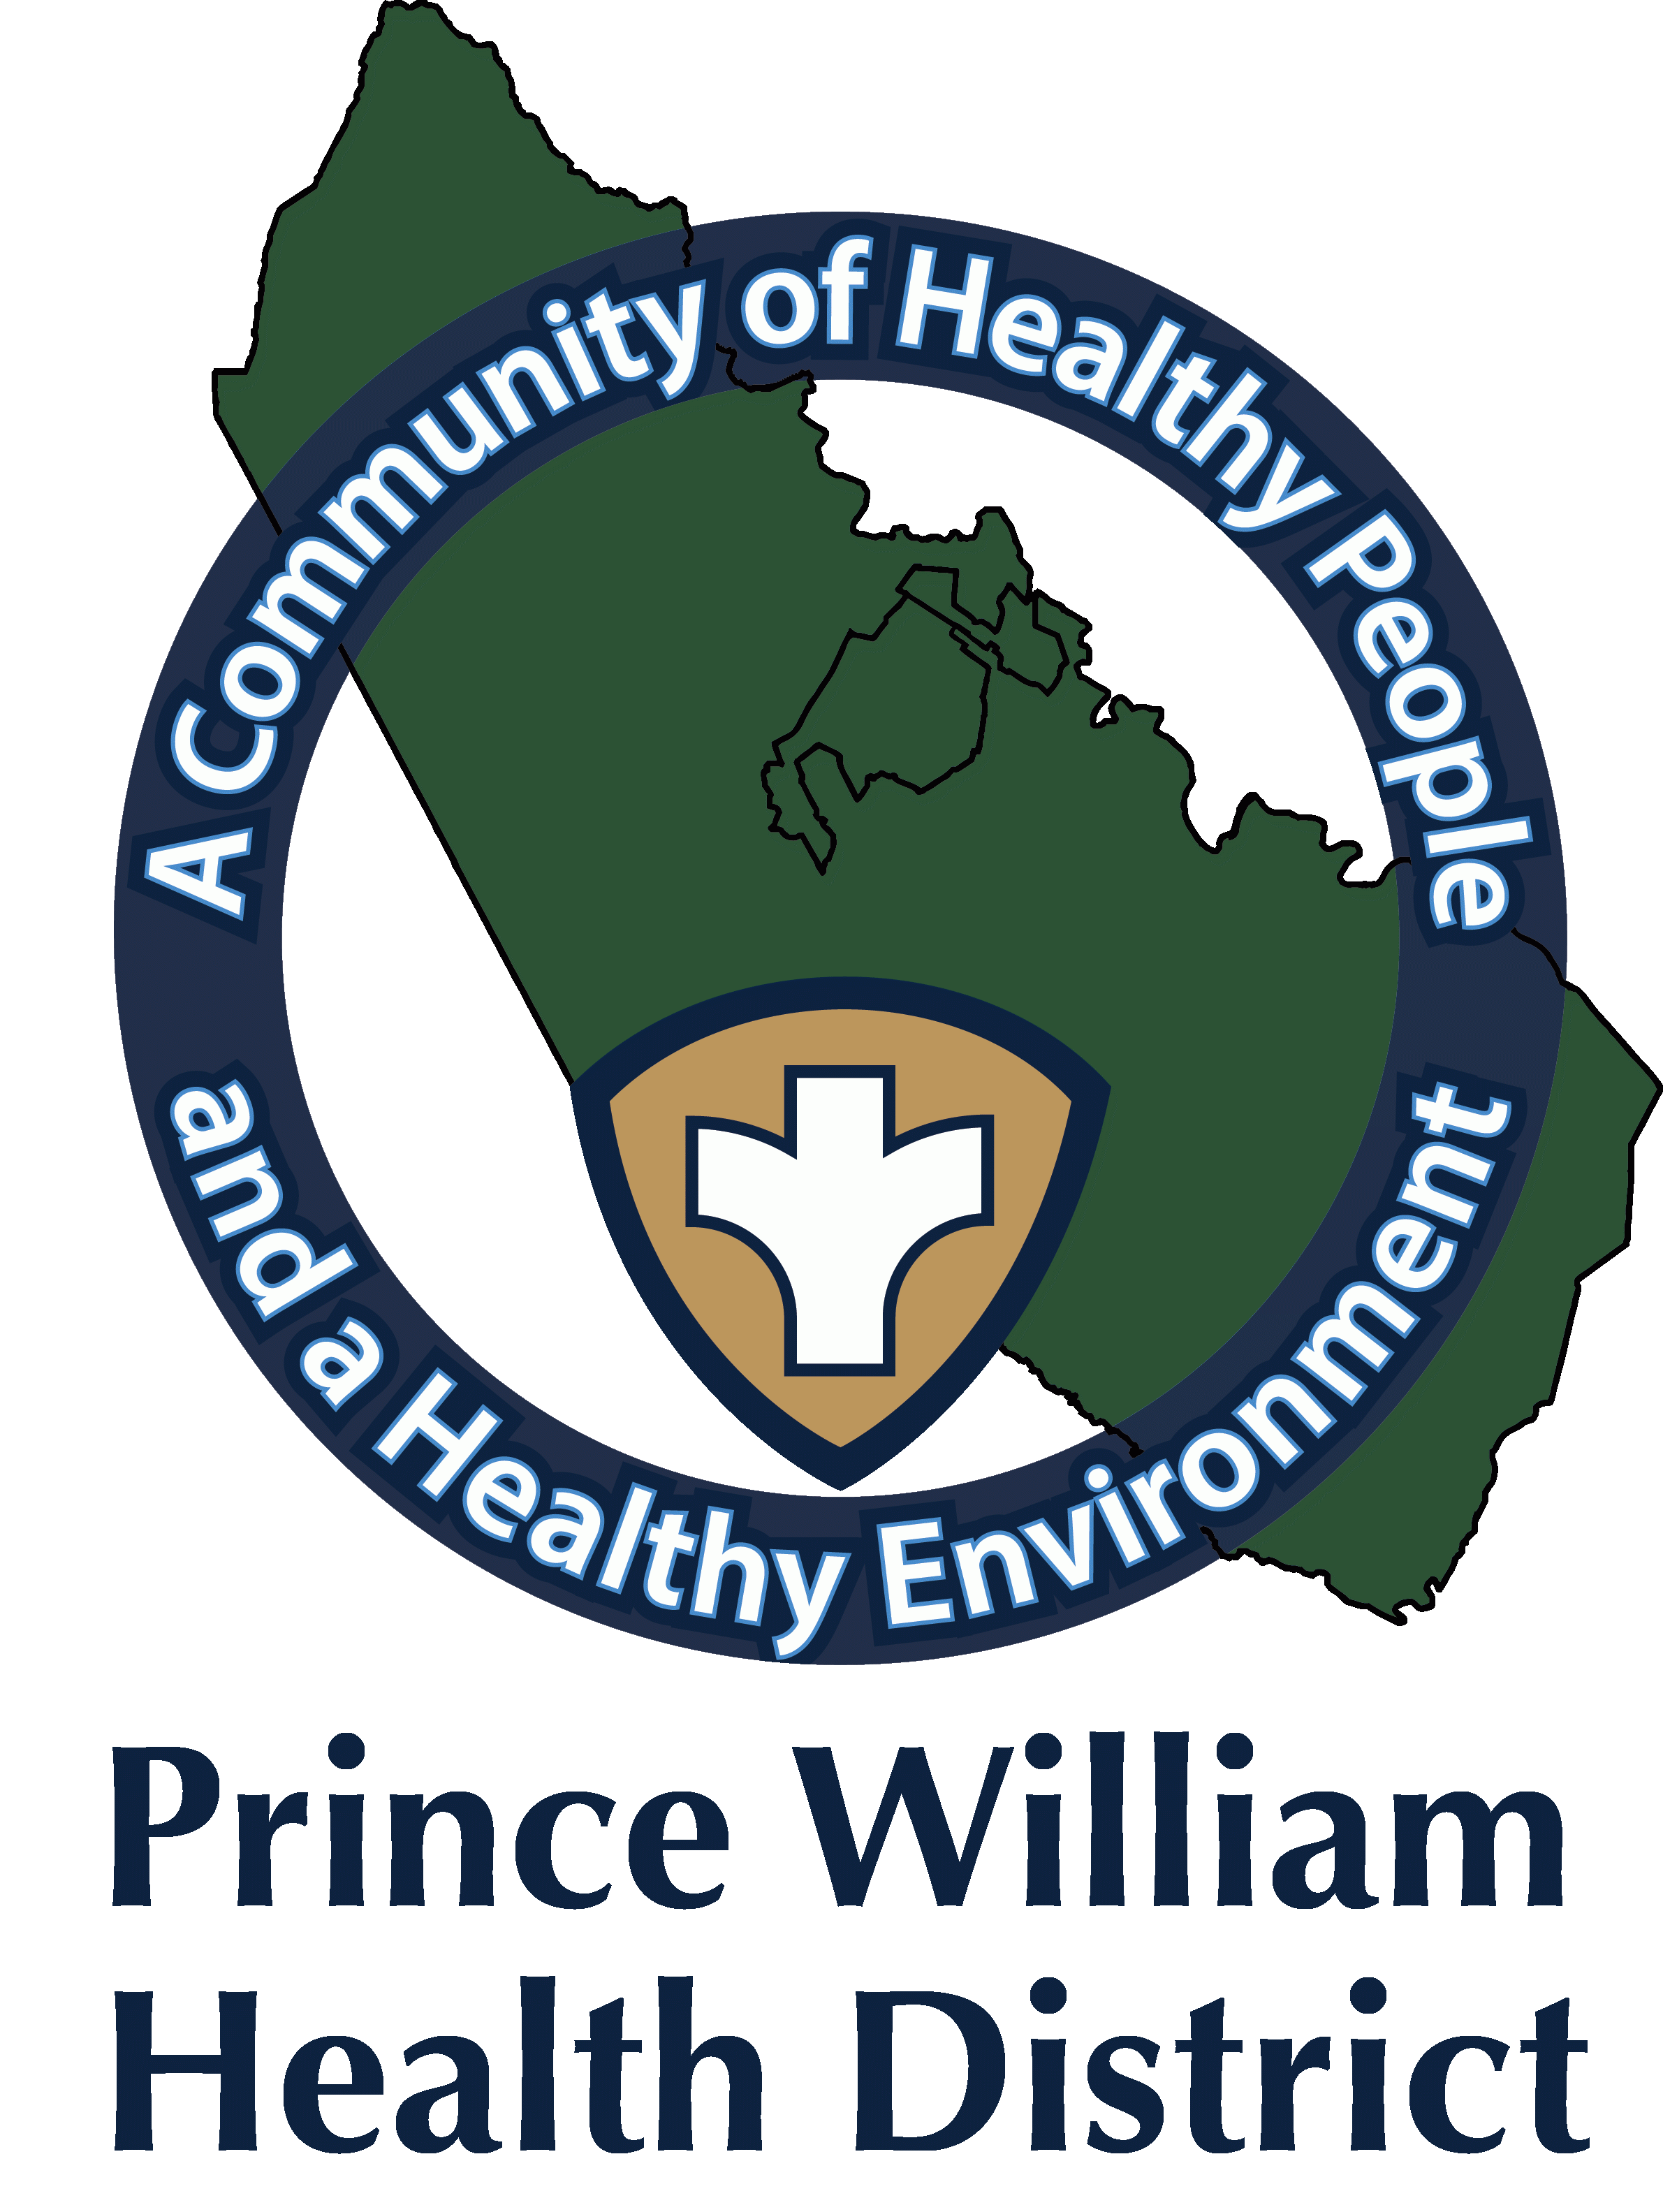 A Community of Healthy People
and a Healthy Environment
Prince William
Health District